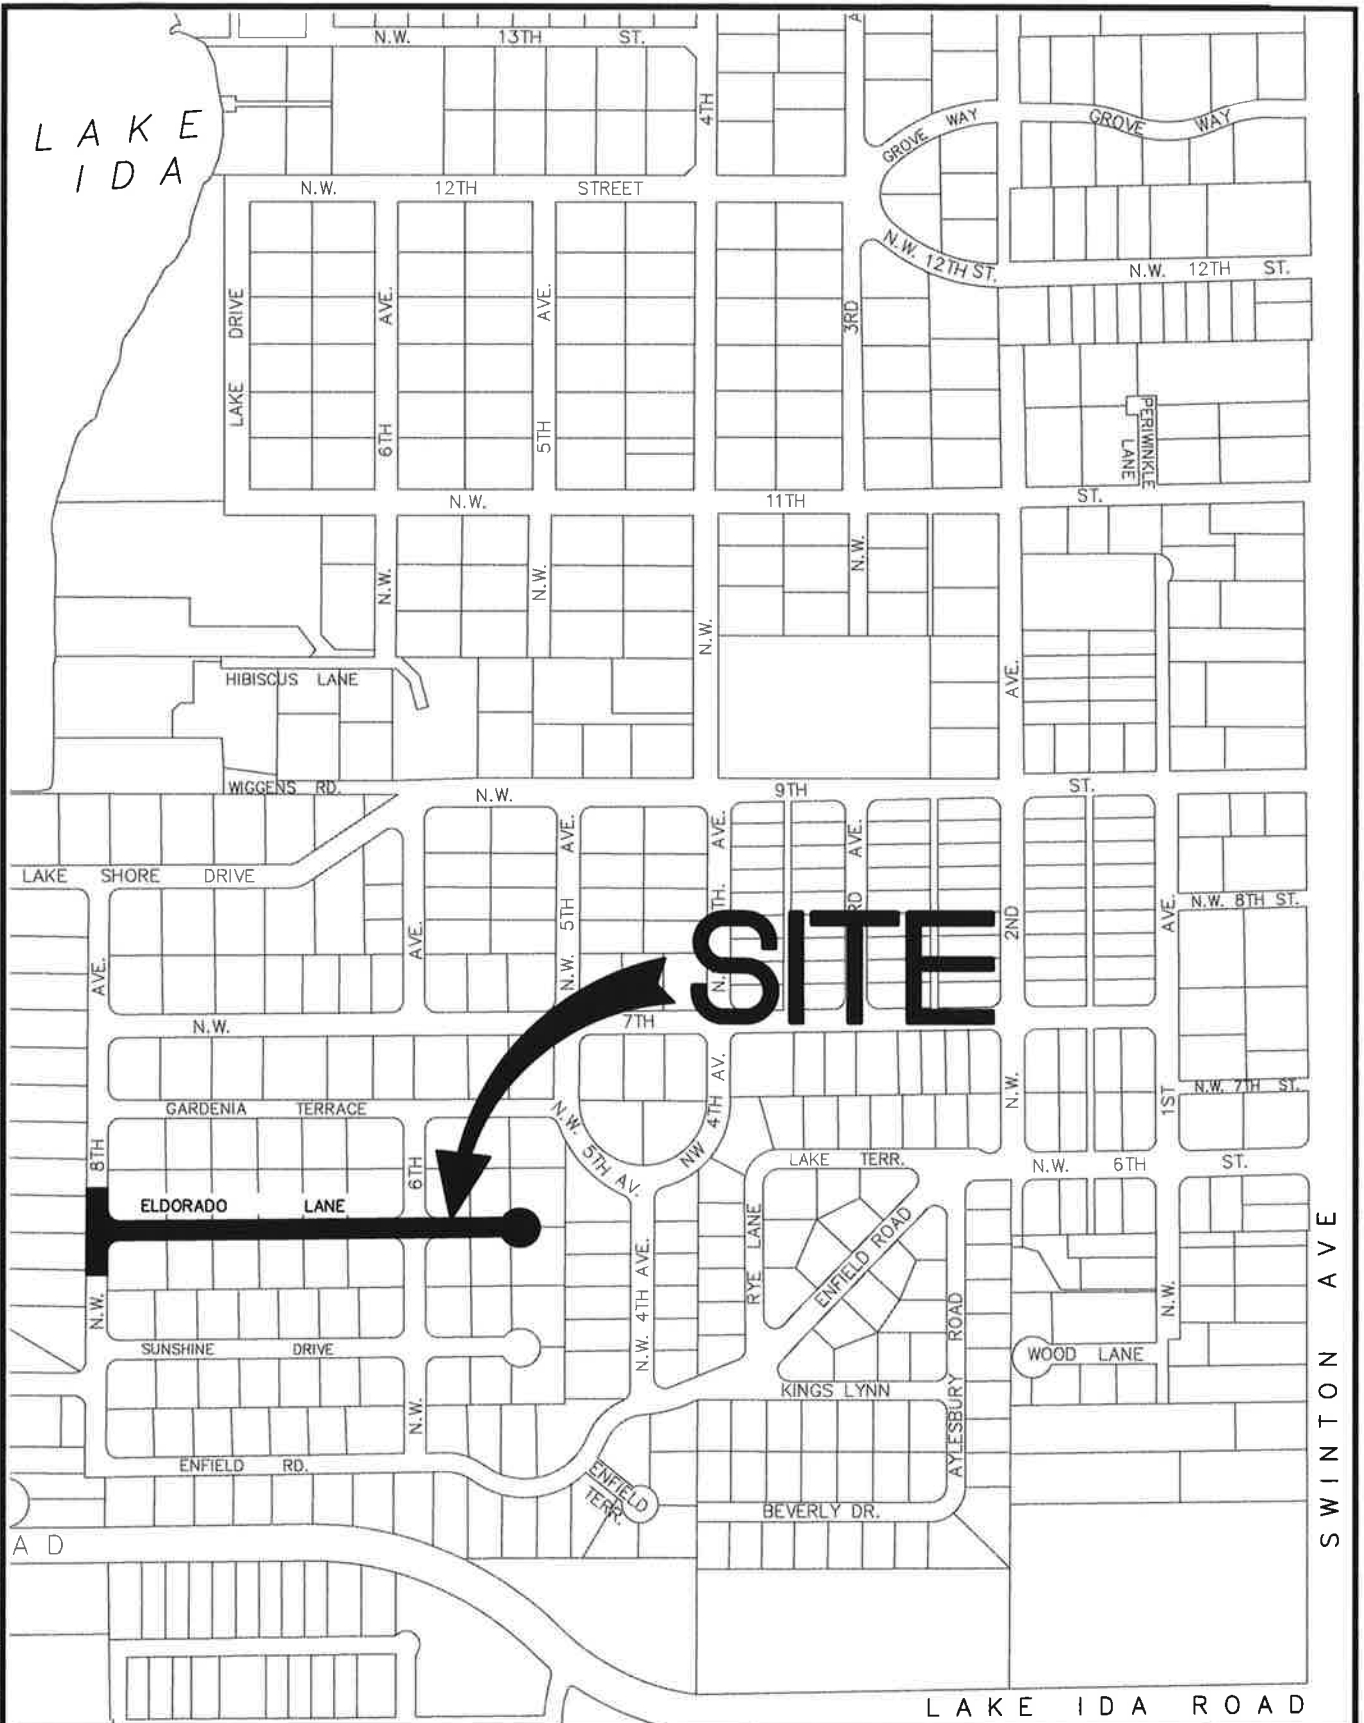 N.W. 13TH ST.
LAKE
IDA
4TH
A
GROVE WAY
GROVE WAY
N.W. 12TH STREET
N.W. 12TH ST.
N.W. 12TH ST.
LAKE DRIVE
6TH AVE.
5TH AVE.
3RD
PERIWINKLE
LANE
N.W. 11TH ST.
N.W.
N.W.
N.W.
N.W.
AVE.
HIBISCUS LANE
WIGGENS RD.
N.W. 9TH ST.
LAKE SHORE DRIVE
AVE.
AVE.
N.W. 5TH AVE.
N. TH. AVE.
RD AVE.
2ND
AVE.
N.W. 8TH ST.
SITE
N.W. 7TH
N.W. 7TH ST.
GARDENIA TERRACE
N.W. 5TH AV.
NW 4TH AV.
N.W.
1ST
8TH
6TH
LAKE TERR.
N.W. 6TH ST.
ELDORADO LANE
RYE LANE
ENFIELD ROAD
N.W. 4TH AVE.
N.W.
N.W.
SUNSHINE DRIVE
WOOD LANE
KINGS LYNN
AYLESBURY ROAD
SWINTON AVE
N.W.
ENFIELD RD.
ENFIELD
TERR.
BEVERLY DR.
AD
LAKE IDA ROAD